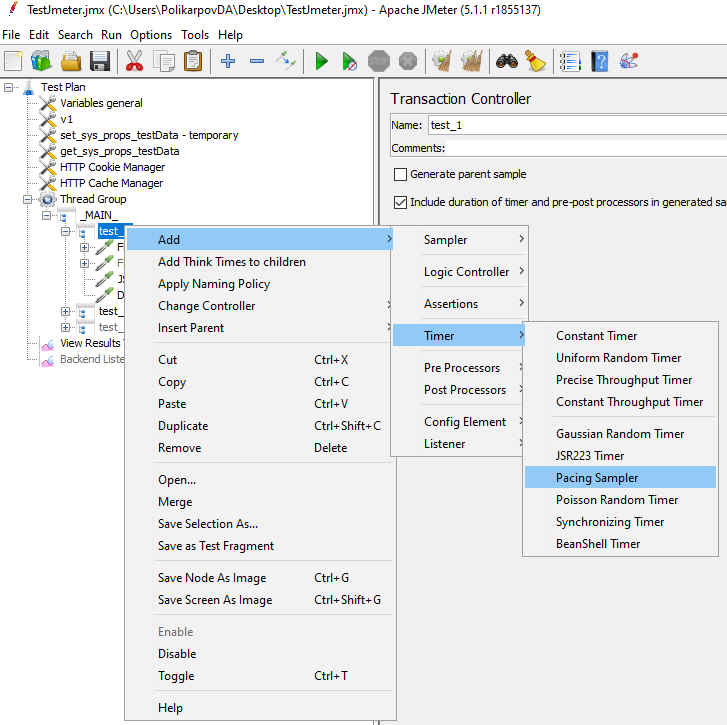 TestJmeter.jmx (C:\Users\PolikarpovDA\Desktop\TestJmeter.jmx) - Apache JMeter (5.1.1 r1855137)
File Edit Search Run Options Tools Help
STOP
Test Plan
Variables general
v1
set_sys_props_testData - temporary
get_sys_props_testData
HTTP Cookie Manager
HTTP Cache Manager
Thread Group
_MAIN_
test_
F
F
JS
D
test_
test_
View Results
Backend Liste
Transaction Controller
Name: test_1
Comments:
Generate parent sample
Include duration of timer and pre-post processors in generated sa
Add
Add Think Times to children
Apply Naming Policy
Change Controller
Insert Parent
Cut Ctrl+X
Copy Ctrl+C
Paste Ctrl+V
Duplicate Ctrl+Shift+C
Remove Delete
Open...
Merge
Save Selection As...
Save as Test Fragment
Save Node As Image Ctrl+G
Save Screen As Image Ctrl+Shift+G
Enable
Disable
Toggle Ctrl+T
Help
Sampler
Logic Controller
Assertions
Timer
Pre Processors
Post Processors
Config Element
Listener
Constant Timer
Uniform Random Timer
Precise Throughput Timer
Constant Throughput Timer
Gaussian Random Timer
JSR223 Timer
Pacing Sampler
Poisson Random Timer
Synchronizing Timer
BeanShell Timer